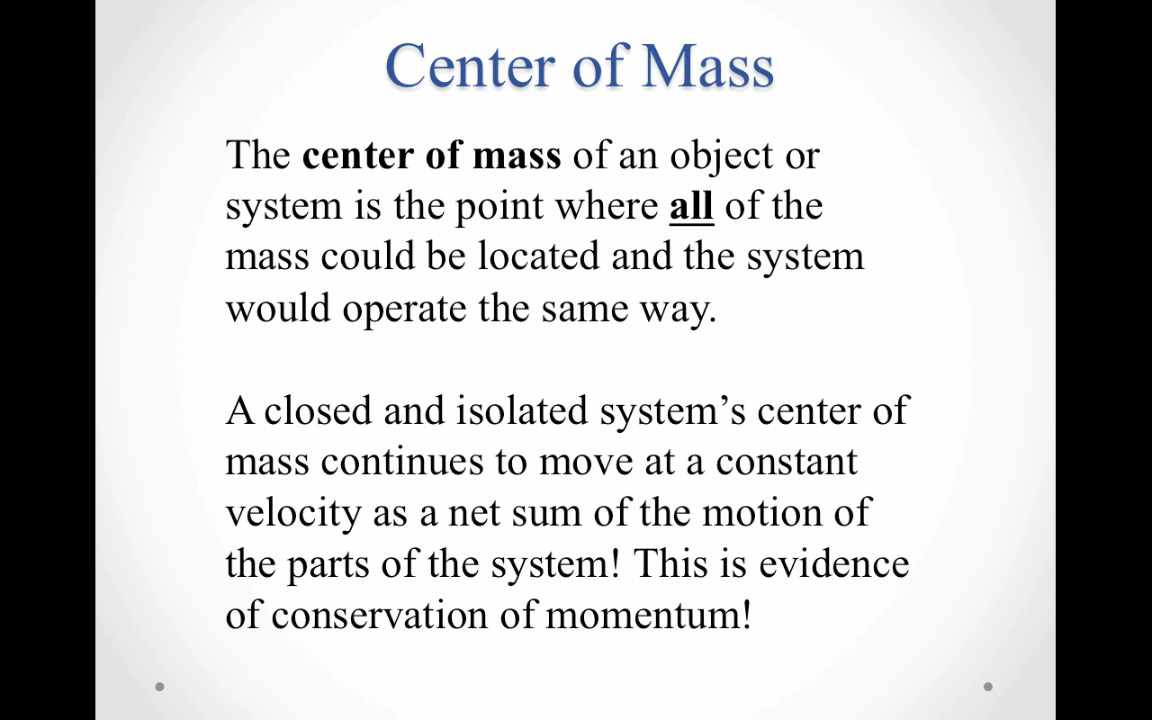 Center of Mass
The center of mass of an object or
system is the point where all of the
mass could be located and the system
would operate the same way.
A closed and isolated system’s center of
mass continues to move at a constant
velocity as a net sum of the motion of
the parts of the system! This is evidence
of conservation of momentum!